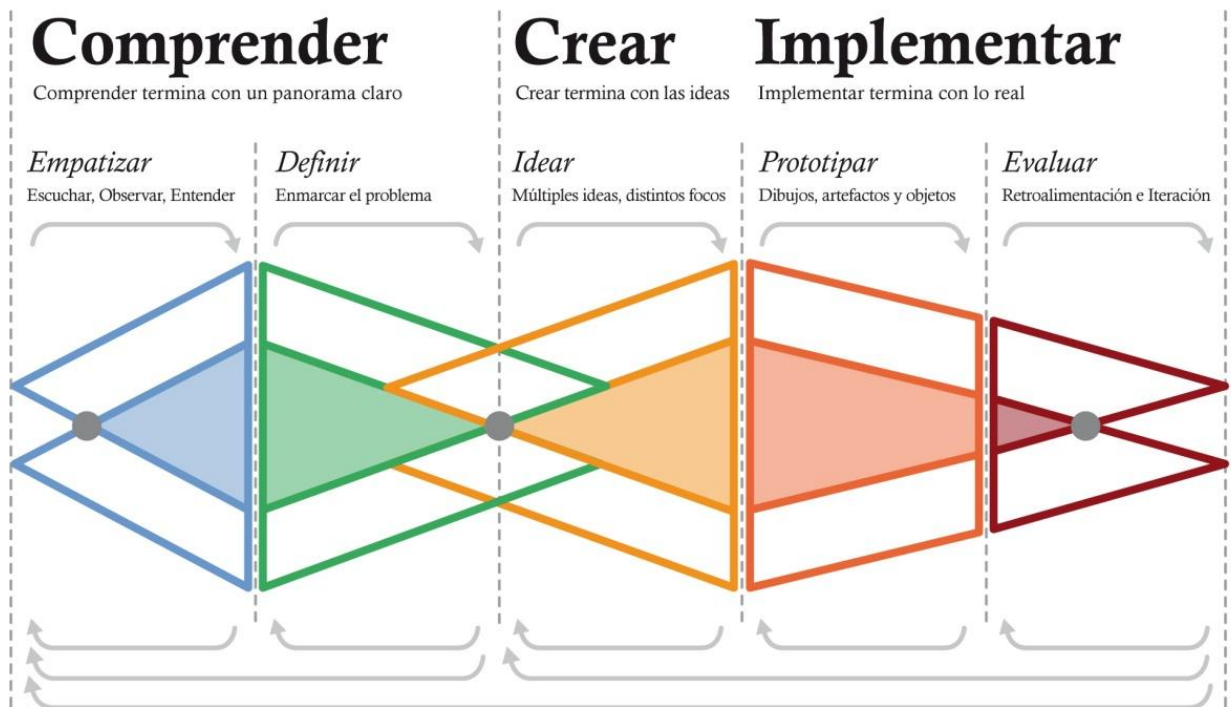 Comprender
Comprender termina con un panorama claro
Crear
Crear termina con las ideas
Implementar
Implementar termina con lo real
Empatizar
Escuchar, Observar, Entender
Definir
Enmarcar el problema
Idear
Múltiples ideas, distintos focos
Prototipar
Dibujos, artefactos y objetos
Evaluar
Retroalimentación e Iteración